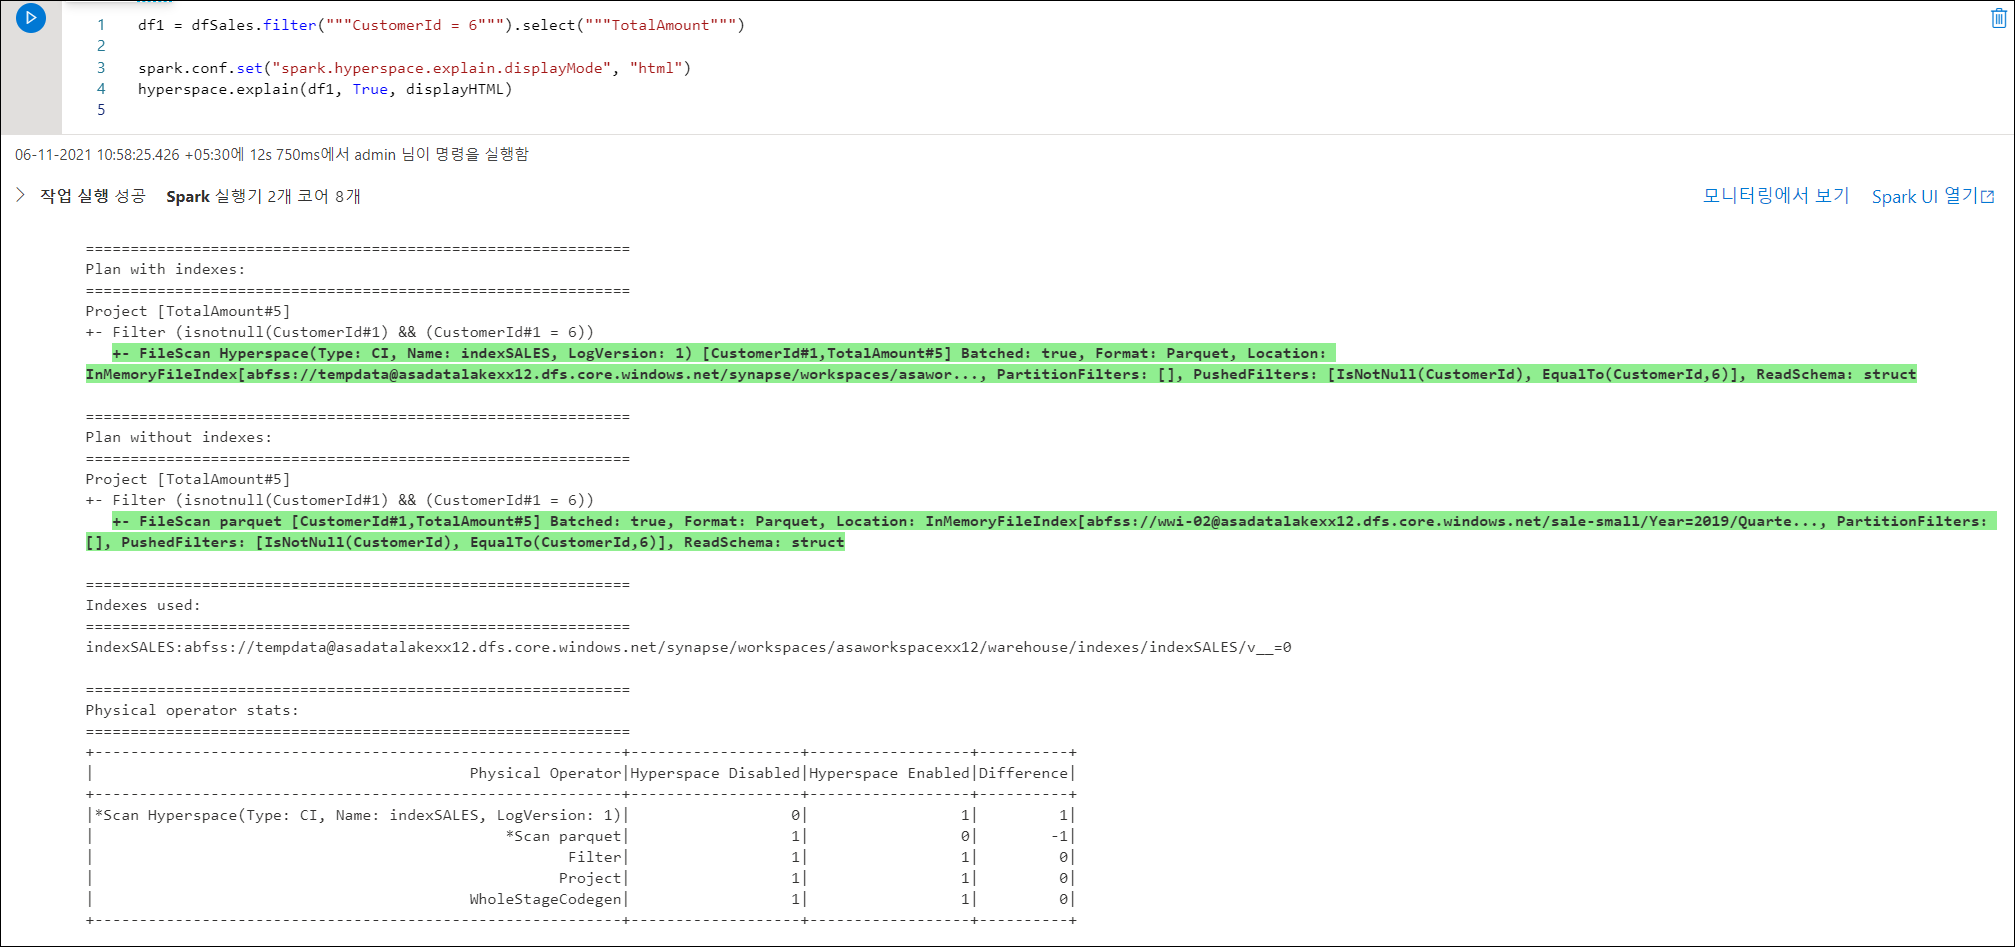 1 df1 = dfSales.filter("""CustomerId = 6""").select("""TotalAmount""")
2
3 spark.conf.set("spark.hyperspace.explain.displayMode", "html")
4 hyperspace.explain(df1, True, displayHTML)
5
06-11-2021 10:58:25.426 +05:30에 12s 750ms에서 admin 님이 명령을 실행함
작업 실행 성공 Spark 실행기 2개 코어 8개 모니터링에서 보기 Spark UI 열기
=============================================================
Plan with indexes:
=============================================================
Project [TotalAmount#5]
+- Filter (isnotnull(CustomerId#1) && (CustomerId#1 = 6))
+- FileScan Hyperspace(Type: CI, Name: indexSALES, LogVersion: 1) [CustomerId#1,TotalAmount#5] Batched: true, Format: Parquet, Location:
InMemoryFileIndex[abfss://tempdata@asadatalakexx12.dfs.core.windows.net/synapse/workspaces/asawor..., PartitionFilters: [], PushedFilters: [IsNotNull(CustomerId), EqualTo(CustomerId,6)], ReadSchema: struct
=============================================================
Plan without indexes:
=============================================================
Project [TotalAmount#5]
+- Filter (isnotnull(CustomerId#1) && (CustomerId#1 = 6))
+- FileScan parquet [CustomerId#1,TotalAmount#5] Batched: true, Format: Parquet, Location: InMemoryFileIndex[abfss://wwi-02@asadatalakexx12.dfs.core.windows.net/sale-small/Year=2019/Quarte..., PartitionFilters:
[], PushedFilters: [IsNotNull(CustomerId), EqualTo(CustomerId,6)], ReadSchema: struct
=============================================================
Indexes used:
=============================================================
indexSALES:abfss://tempdata@asadatalakexx12.dfs.core.windows.net/synapse/workspaces/asaworkspacexx12/warehouse/indexes/indexSALES/v__=0
=============================================================
Physical operator stats:
=============================================================
+-----------------------------------------------------------+-------------------+------------------+----------+
| Physical Operator|Hyperspace Disabled|Hyperspace Enabled|Difference|
+-----------------------------------------------------------+-------------------+------------------+----------+
|*Scan Hyperspace(Type: CI, Name: indexSALES, LogVersion: 1)| 0| 1| 1|
| *Scan parquet| 1| 0| -1|
| Filter| 1| 1| 0|
| Project| 1| 1| 0|
| WholeStageCodegen| 1| 1| 0|
+-----------------------------------------------------------+-------------------+------------------+----------+